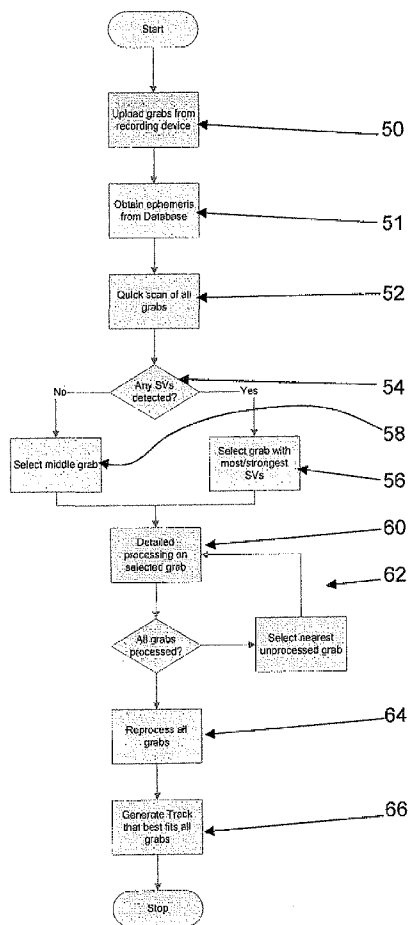 Start
Upload grabs from
recording device
50
Obtain ephemeris
from Database
51
Quick scan of all
grabs
52
Any SVs
detected?
54
No
Yes
58
Select middle grab
Select grab with
most/strongest
SVs
56
60
Detailed
processing on
selected grab
62
All grabs
processed?
Select nearest
unprocessed grab
64
Reprocess all
grabs
Generate Track
that best fits all
grabs
66
Stop